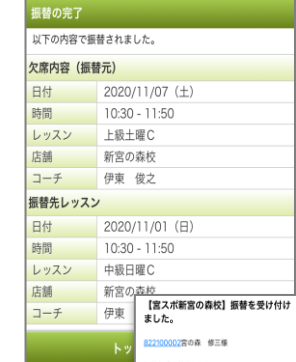 振替の完了
以下の内容で振替されました。
欠席内容（振替元）
日付 2020/11/07（土）
時間 10:30 - 11:50
レッスン 上級土曜C
店舗 新宮の森校
コーチ 伊東 俊之
振替先レッスン
日付 2020/11/01（日）
時間 10:30 - 11:50
レッスン 中級日曜C
店舗 新宮の森校
コーチ 伊東
トッ
【宮スポ新宮の森校】振替を受け付け
ました。
822100002宮の森 修三様